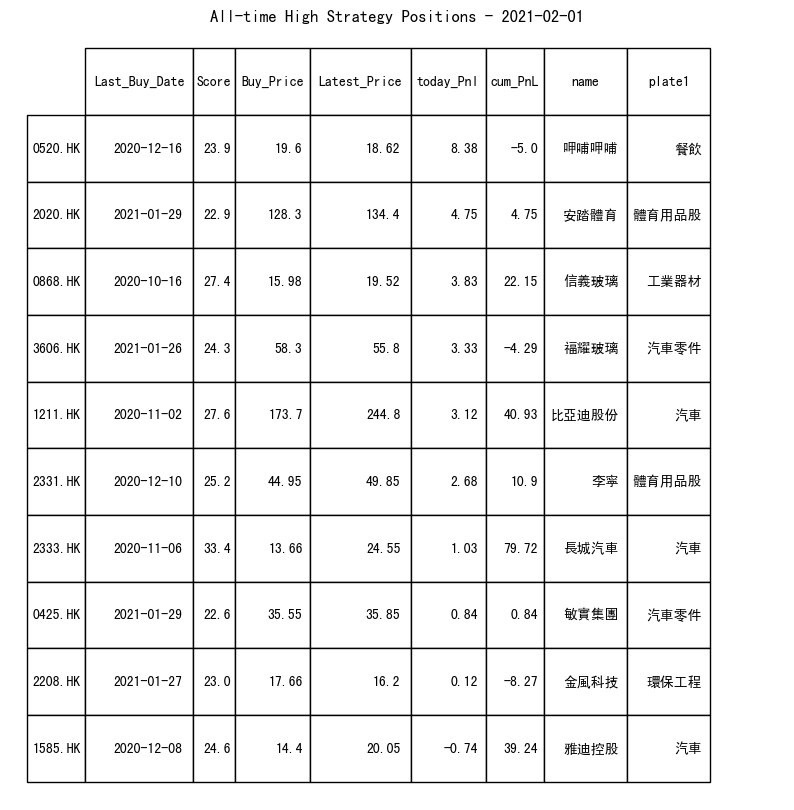 All-time High Strategy Positions - 2021-02-01
Last_Buy_Date Score Buy_Price Latest_Price today_Pnl cum_PnL name plate1
0520.HK 2020-12-16 23.9 19.6 18.62 8.38 -5.0 呷哺呷哺 餐飲
2020.HK 2021-01-29 22.9 128.3 134.4 4.75 4.75 安踏體育 體育用品股
0868.HK 2020-10-16 27.4 15.98 19.52 3.83 22.15 信義玻璃 工業器材
3606.HK 2021-01-26 24.3 58.3 55.8 3.33 -4.29 福耀玻璃 汽車零件
1211.HK 2020-11-02 27.6 173.7 244.8 3.12 40.93 比亞迪股份 汽車
2331.HK 2020-12-10 25.2 44.95 49.85 2.68 10.9 李寧 體育用品股
2333.HK 2020-11-06 33.4 13.66 24.55 1.03 79.72 長城汽車 汽車
0425.HK 2021-01-29 22.6 35.55 35.85 0.84 0.84 敏實集團 汽車零件
2208.HK 2021-01-27 23.0 17.66 16.2 0.12 -8.27 金風科技 環保工程
1585.HK 2020-12-08 24.6 14.4 20.05 -0.74 39.24 雅迪控股 汽車